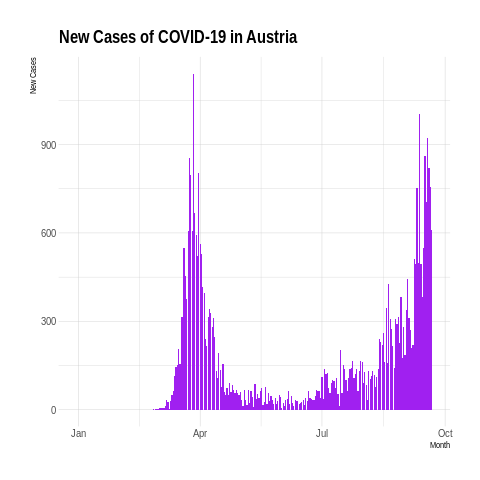 New Cases of COVID-19 in Austria
New Cases
900
600
300
0
Jan Apr Jul Oct
Month